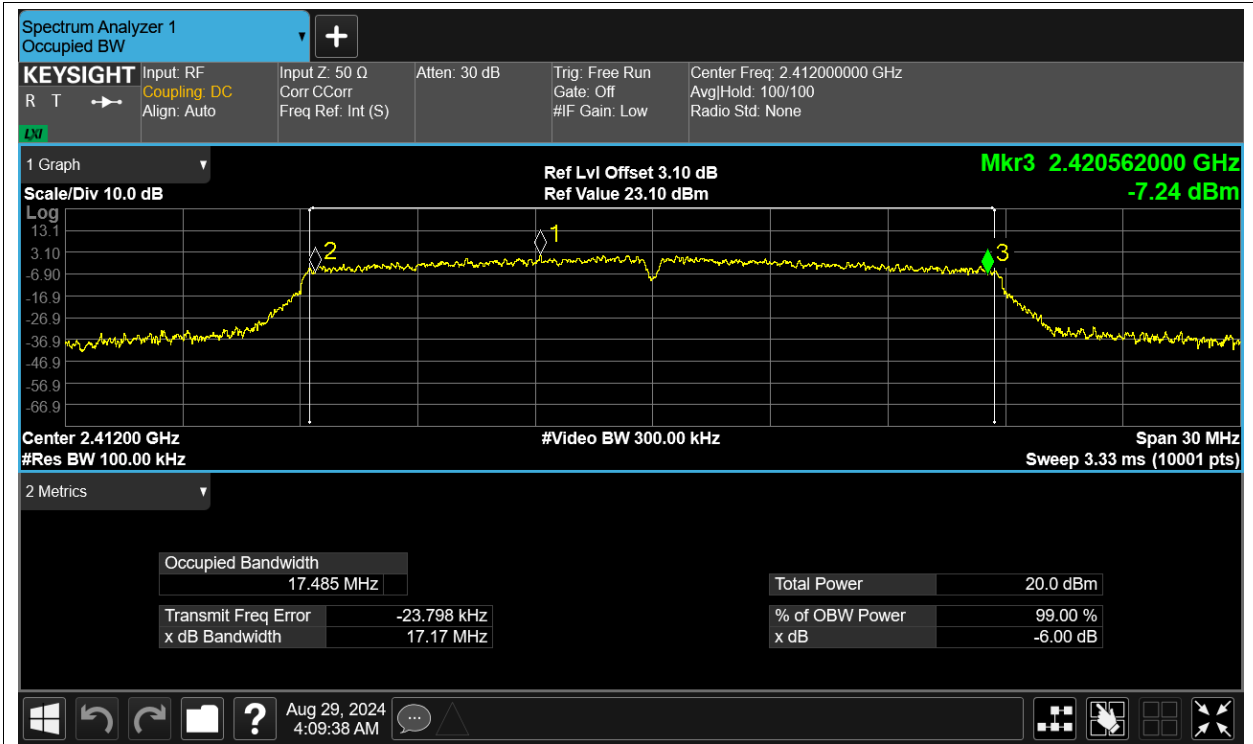 Spectrum Analyzer 1
Occupied BW
KEYSIGHT
R T
LXI
Input: RF
Coupling: DC
Align: Auto
Input Z: 50 Ω
Corr CCorr
Freq Ref: Int (S)
Atten: 30 dB
Trig: Free Run
Gate: Off
#IF Gain: Low
Center Freq: 2.412000000 GHz
Avg|Hold: 100/100
Radio Std: None
1 Graph
Scale/Div 10.0 dB
Ref Lvl Offset 3.10 dB
Ref Value 23.10 dBm
Mkr3 2.420562000 GHz
-7.24 dBm
Log
13.1
3.10
-6.90
-16.9
-26.9
-36.9
-46.9
-56.9
-66.9
2
1
3
Center 2.41200 GHz
#Res BW 100.00 kHz
#Video BW 300.00 kHz
Span 30 MHz
Sweep 3.33 ms (10001 pts)
2 Metrics
Occupied Bandwidth
17.485 MHz
Transmit Freq Error -23.798 kHz
x dB Bandwidth 17.17 MHz
Total Power 20.0 dBm
% of OBW Power 99.00 %
x dB -6.00 dB
?
Aug 29, 2024
4:09:38 AM